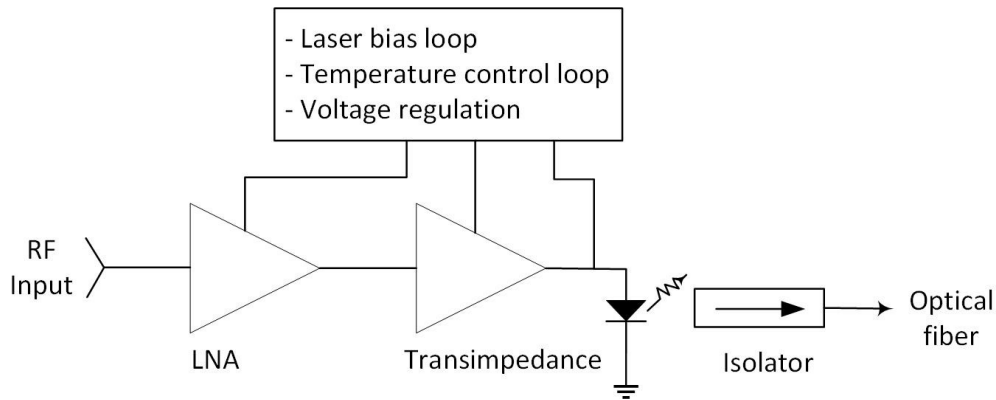 - Laser bias loop
- Temperature control loop
- Voltage regulation
RF
Input
LNA
Transimpedance
Isolator
Optical
fiber